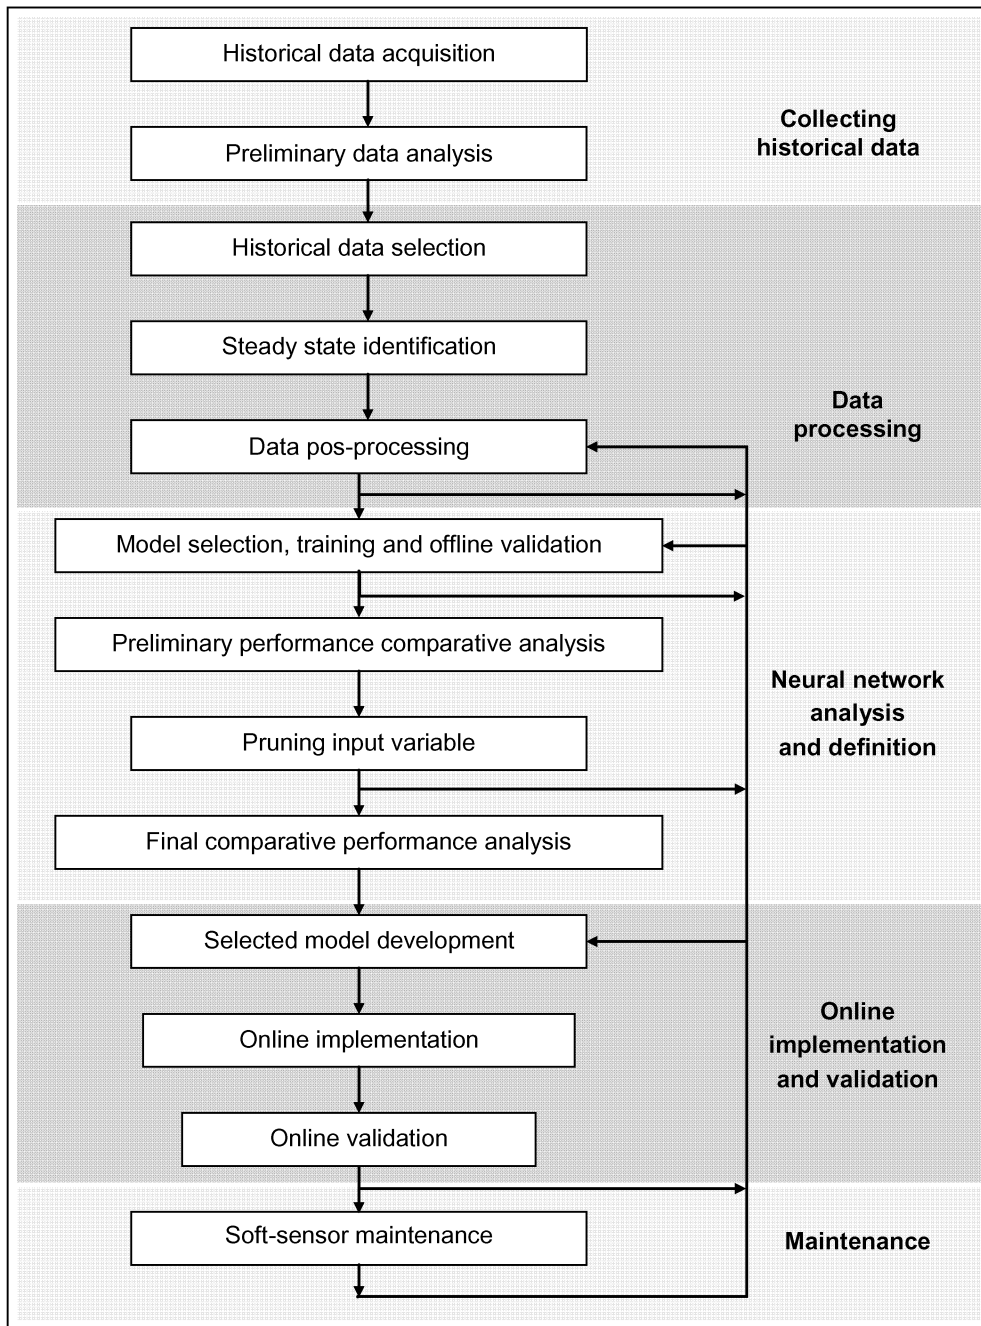 Historical data acquisition
Preliminary data analysis
Collecting
historical data
Historical data selection
Steady state identification
Data pos-processing
Data
processing
Model selection, training and offline validation
Preliminary performance comparative analysis
Pruning input variable
Final comparative performance analysis
Neural network
analysis
and definition
Selected model development
Online implementation
Online validation
Online
implementation
and validation
Soft-sensor maintenance
Maintenance